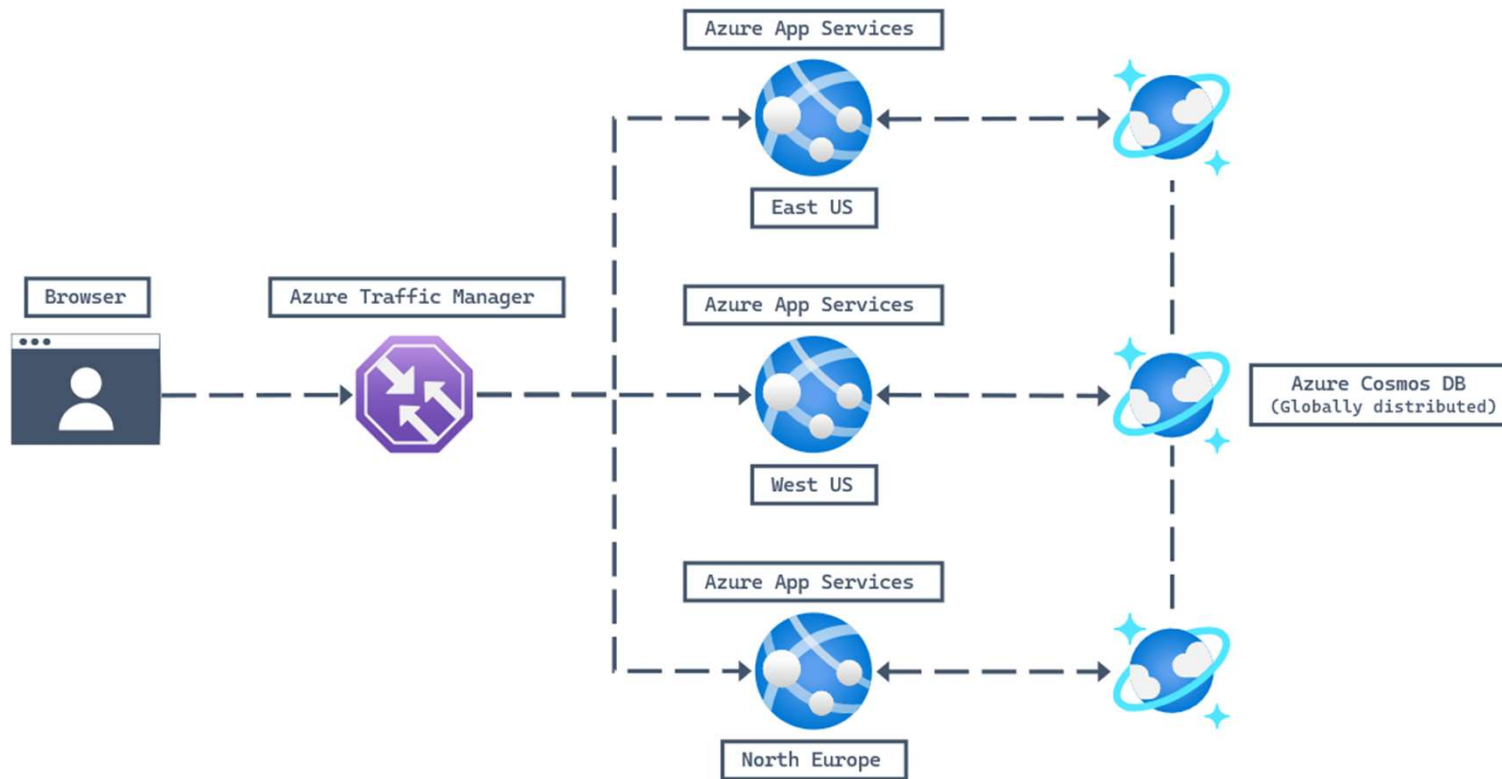 Azure App Services
East US
Browser
Azure Traffic Manager
Azure App Services
West US
Azure Cosmos DB
(Globally distributed)
Azure App Services
North Europe